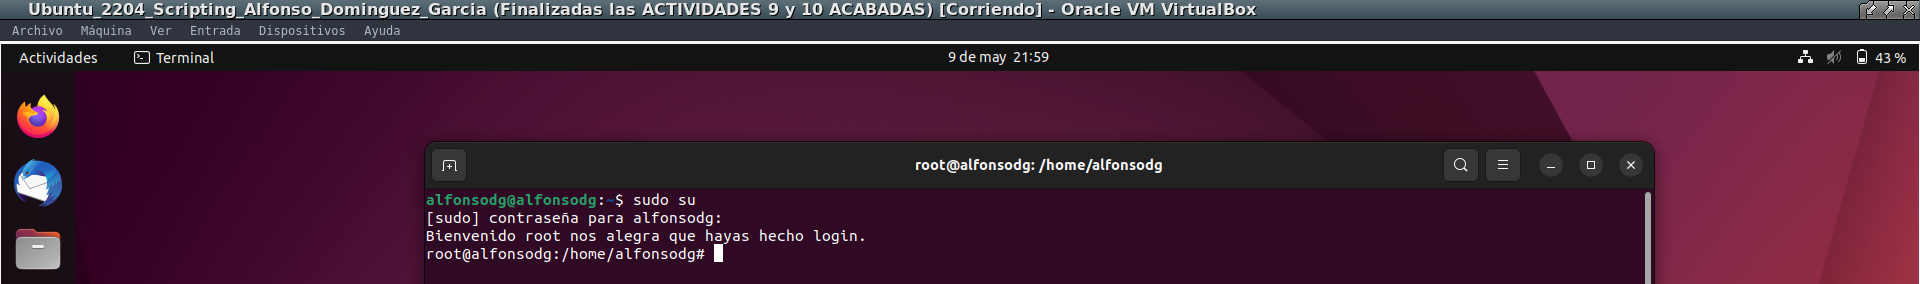 Ubuntu_2204_Scripting_Alfonso_Dominguez_Garcia (Finalizadas las ACTIVIDADES 9 y 10 ACABADAS) [Corriendo] - Oracle VM VirtualBox
Archivo Máquina Ver Entrada Dispositivos Ayuda
Actividades Terminal 9 de may 21:59 43 %
root@alfonsodg: /home/alfonsodg
alfonsodg@alfonsodg:~$ sudo su
[sudo] contraseña para alfonsodg:
Bienvenido root nos alegra que hayas hecho login.
root@alfonsodg:/home/alfonsodg#